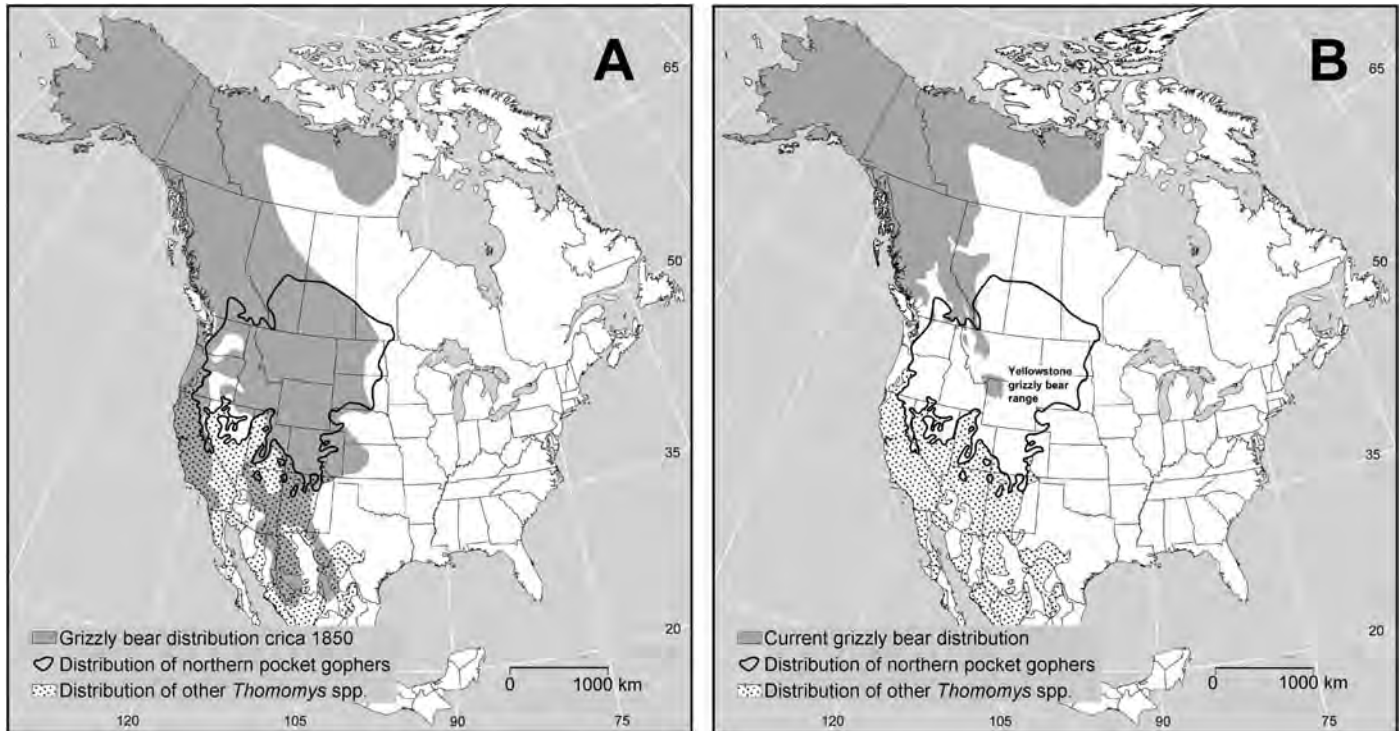 A
65
50
35
20
Grizzly bear distribution crica 1850
Distribution of northern pocket gophers
Distribution of other Thomomys spp.
0 1000 km
120 105 90 75
B
65
50
Yellowstone
grizzly bear
range
35
20
Current grizzly bear distribution
Distribution of northern pocket gophers
Distribution of other Thomomys spp.
0 1000 km
120 105 90 75